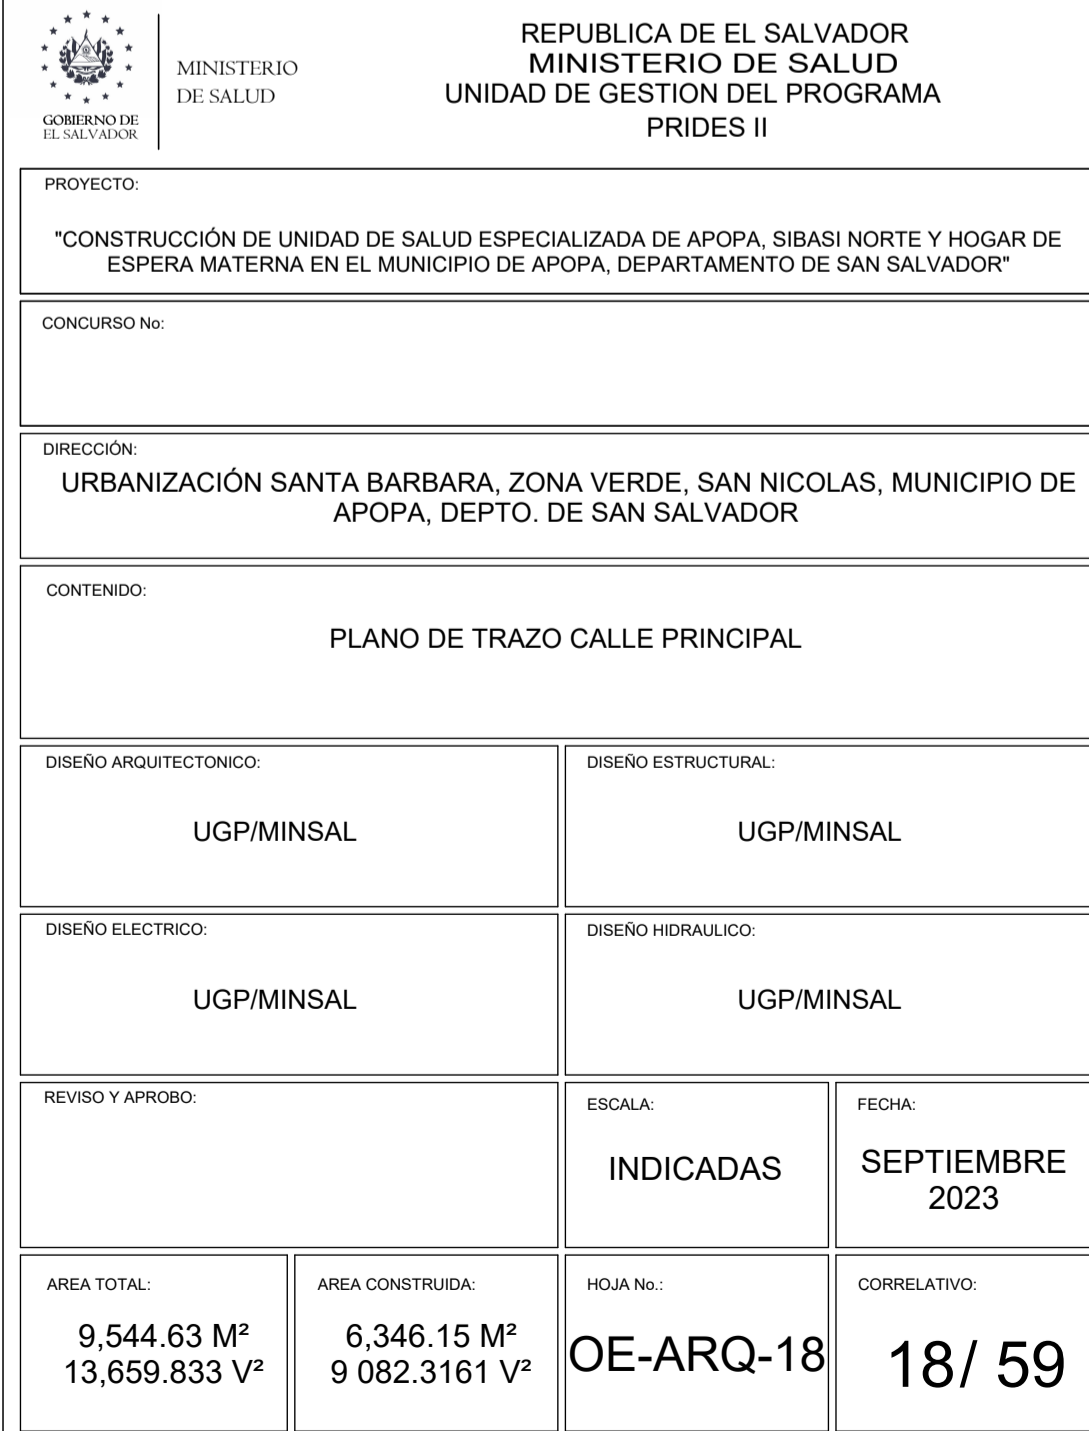 GOBIERNO DE
EL SALVADOR
MINISTERIO
DE SALUD
REPUBLICA DE EL SALVADOR
MINISTERIO DE SALUD
UNIDAD DE GESTION DEL PROGRAMA
PRIDES II
PROYECTO:
"CONSTRUCCIÓN DE UNIDAD DE SALUD ESPECIALIZADA DE APOPA, SIBASI NORTE Y HOGAR DE
ESPERA MATERNA EN EL MUNICIPIO DE APOPA, DEPARTAMENTO DE SAN SALVADOR"
CONCURSO No:
DIRECCIÓN:
URBANIZACIÓN SANTA BARBARA, ZONA VERDE, SAN NICOLAS, MUNICIPIO DE
APOPA, DEPTO. DE SAN SALVADOR
CONTENIDO:
PLANO DE TRAZO CALLE PRINCIPAL
DISEÑO ARQUITECTONICO:
UGP/MINSAL
DISEÑO ESTRUCTURAL:
UGP/MINSAL
DISEÑO ELECTRICO:
UGP/MINSAL
DISEÑO HIDRAULICO:
UGP/MINSAL
REVISO Y APROBO:
ESCALA:
INDICADAS
FECHA:
SEPTIEMBRE
2023
AREA TOTAL:
9,544.63 M²
13,659.833 V²
AREA CONSTRUIDA:
6,346.15 M²
9 082.3161 V²
HOJA No.:
OE-ARQ-18
CORRELATIVO:
18/ 59